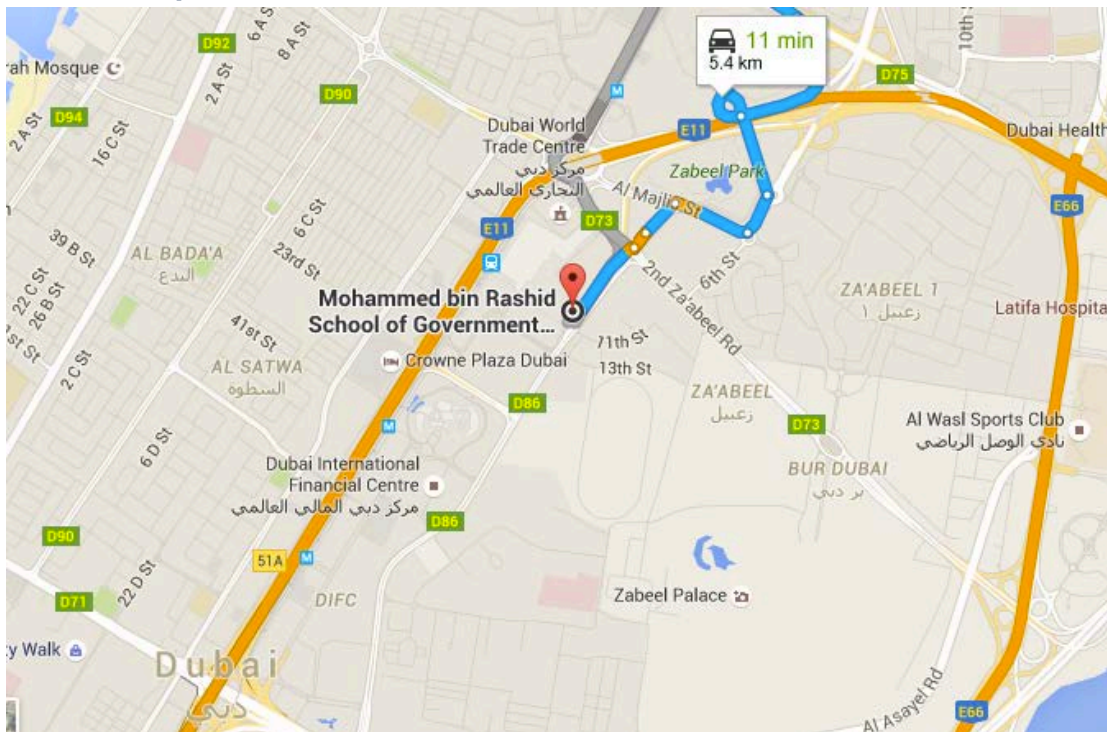 D92
6 A St
8 A St
10th St
11 min
5.4 km
D75
rah Mosque
2 A St
D90
M
D94
2 A St
16 C St
Dubai World
Trade Centre
مركز دبي
التجاري العالمي
E11
Dubai Health
Zabeel Park
Al Majlis St
E66
D73
E11
6 C St
39 B St
AL BADA'A
البدع
23rd St
2nd Za'abeel Rd
6th St
ZA'ABEEL 1
زعبيل ١
22 C St
26 B St
Mohammed bin Rashid
School of Government...
Latifa Hospita
41st St
11th St
13th St
2 C St
AL SATWA
السطوة
Crowne Plaza Dubai
D86
ZA'ABEEL
زعبيل
D73
Al Wasl Sports Club
نادي الوصل الرياضي
M
6 D St
BUR DUBAI
بر دبي
Dubai International
Financial Centre
مركز دبي المالي العالمي
D86
D90
51A
M
22 D St
DIFC
Zabeel Palace
D71
y Walk
Dubai
دبي
Al Asayel Rd
E66